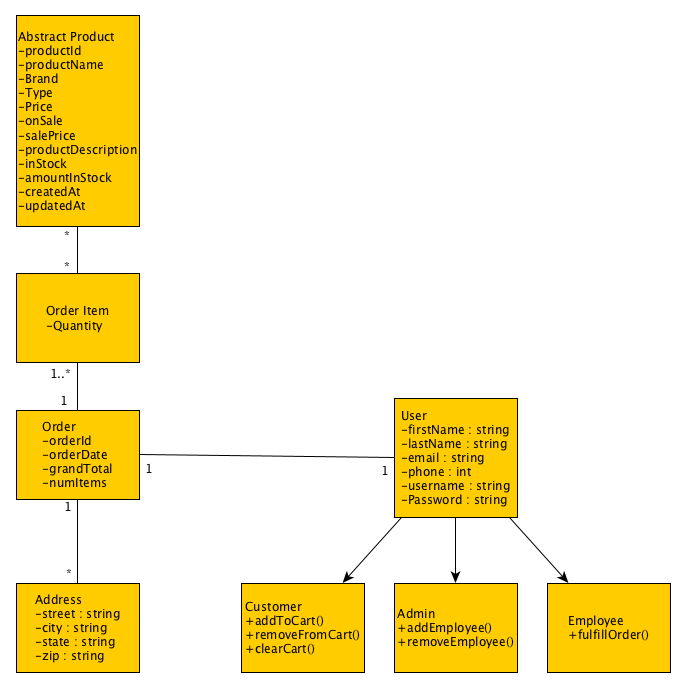 Abstract Product
-productId
-productName
-Brand
-Type
-Price
-onSale
-salePrice
-productDescription
-inStock
-amountInStock
-createdAt
-updatedAt
*
*
Order Item
-Quantity
1..*
1
Order
-orderId
-orderDate
-grandTotal
-numItems
1
1
User
-firstName : string
-lastName : string
-email : string
-phone : int
-username : string
-Password : string
1
*
Address
-street : string
-city : string
-state : string
-zip : string
Customer
+addToCart()
+removeFromCart()
+clearCart()
Admin
+addEmployee()
+removeEmployee()
Employee
+fulfillOrder()